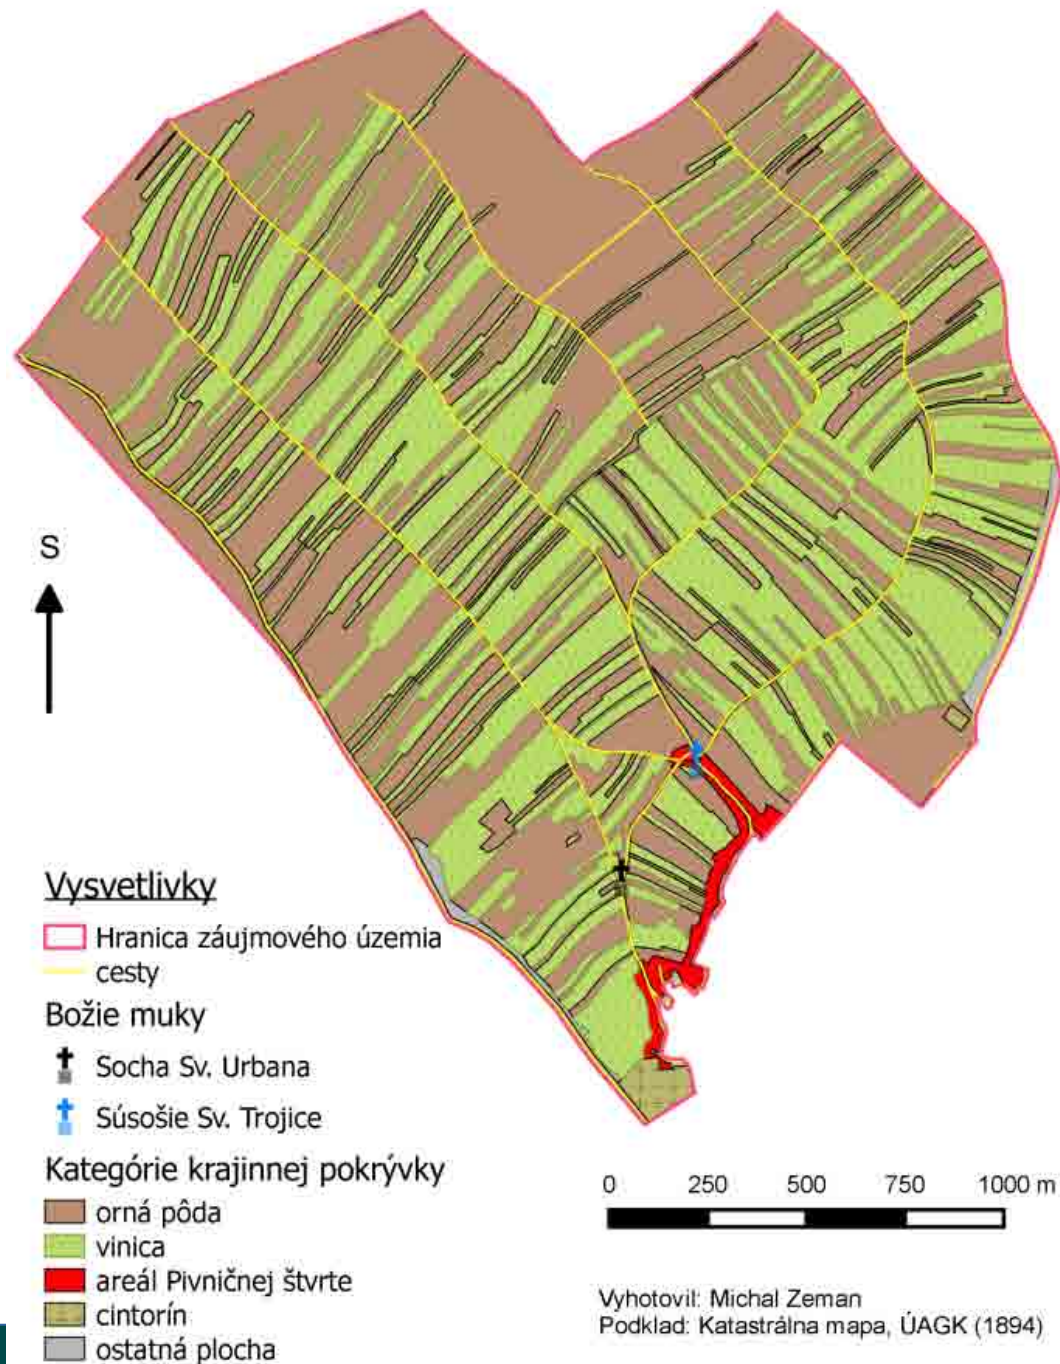 S
Vysvetlivky
Hranica záujmového územia
cesty
Božie muky
Socha Sv. Urbana
Súsošie Sv. Trojice
Kategórie krajinnej pokrývky
orná pôda
vinica
areál Pivničnej štvrte
cintorín
ostatná plocha
0 250 500 750 1000 m
Vyhotovil: Michal Zeman
Podklad: Katastrálna mapa, ÚAGK (1894)